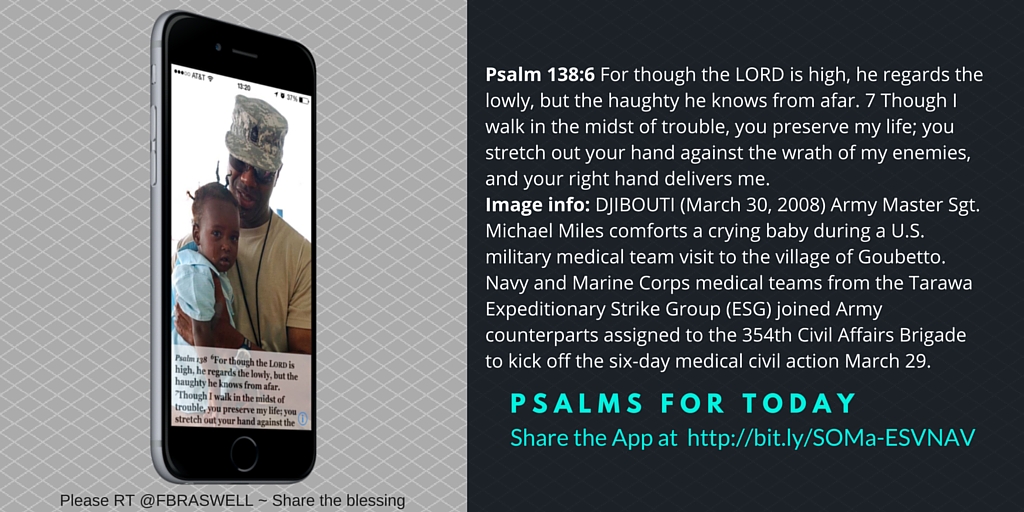 AT&T
13:20
37%
Psalm 138 ⁶For though the LORD is
high, he regards the lowly, but the
haughty he knows from afar.
⁷Though I walk in the midst of
trouble, you preserve my life; you
stretch out your hand against the
Please RT @FBRASWELL ~ Share the blessing
Psalm 138:6 For though the LORD is high, he regards the
lowly, but the haughty he knows from afar. 7 Though I
walk in the midst of trouble, you preserve my life; you
stretch out your hand against the wrath of my enemies,
and your right hand delivers me.
Image info: DJIBOUTI (March 30, 2008) Army Master Sgt.
Michael Miles comforts a crying baby during a U.S.
military medical team visit to the village of Goubetto.
Navy and Marine Corps medical teams from the Tarawa
Expeditionary Strike Group (ESG) joined Army
counterparts assigned to the 354th Civil Affairs Brigade
to kick off the six-day medical civil action March 29.
PSALMS FOR TODAY
Share the App at http://bit.ly/SOMa-ESVNAV